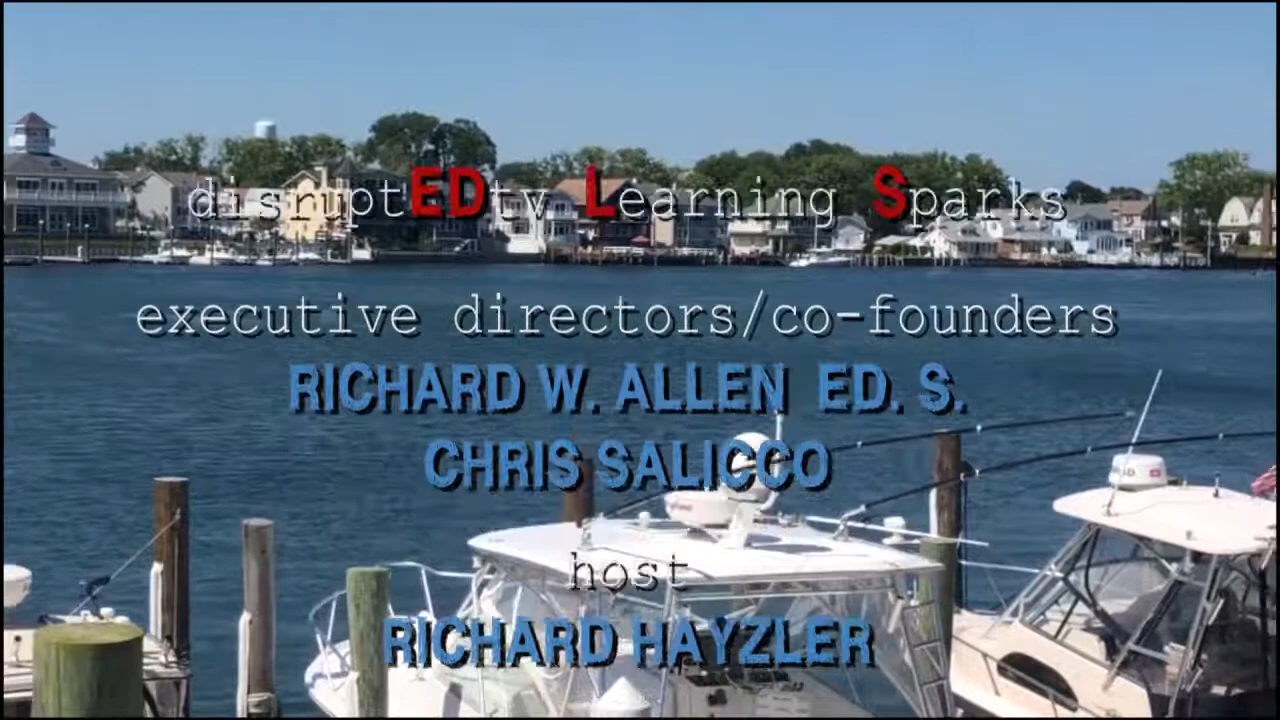 disruptEDtv Learning Sparks
executive directors/co-founders
RICHARD W. ALLEN ED. S.
CHRIS SALICCO
host
RICHARD HAYZLER